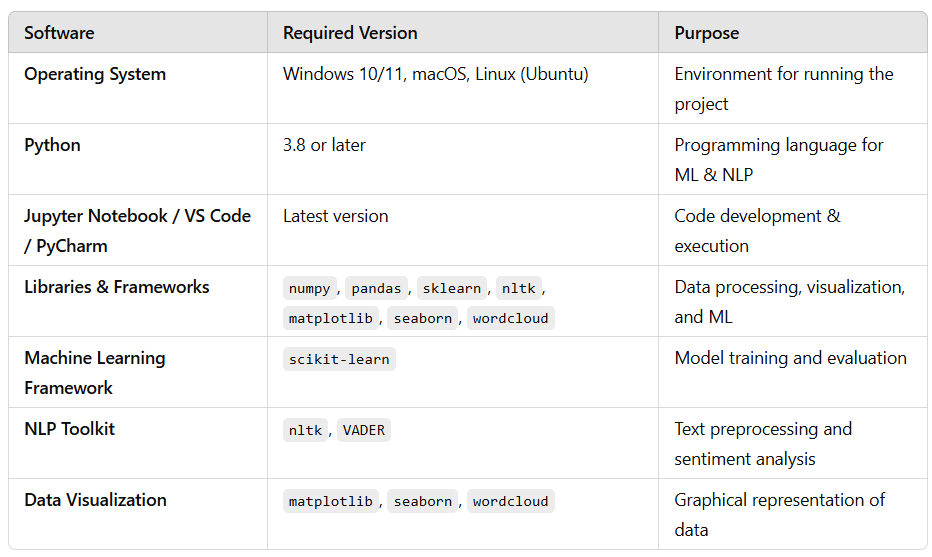 Software Required Version Purpose
Operating System Windows 10/11, macOS, Linux (Ubuntu) Environment for running the
project
Python 3.8 or later Programming language for
ML & NLP
Jupyter Notebook / VS Code Latest version Code development &
/ PyCharm execution
Libraries & Frameworks numpy, pandas, sklearn, nltk, Data processing, visualization,
matplotlib, seaborn, wordcloud and ML
Machine Learning scikit-learn Model training and evaluation
Framework
NLP Toolkit nltk, VADER Text preprocessing and
sentiment analysis
Data Visualization matplotlib, seaborn, wordcloud Graphical representation of
data